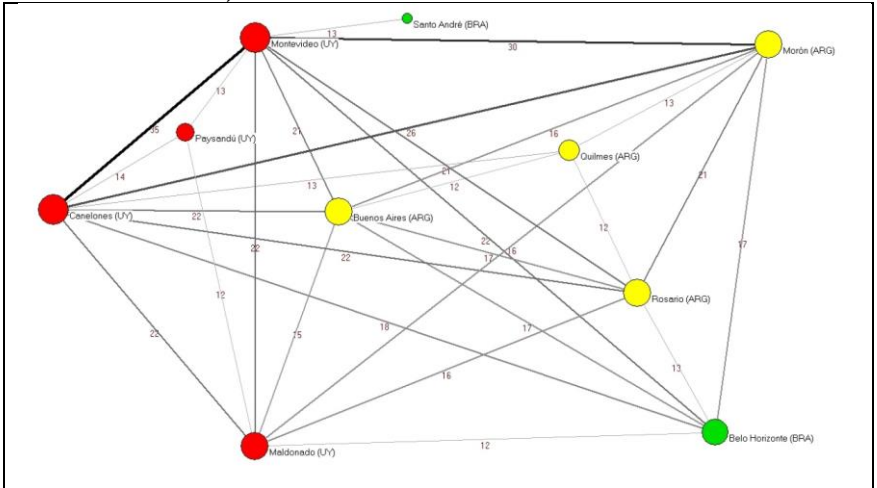 Santo André (BRA)
13
Montevideo (UY)
30
Morón (ARG)
13
13
35
21
26
16
Paysandú (UY)
Quilmes (ARG)
14
21
21
13
12
Canelones (UY)
22
Buenos Aires (ARG)
12
22
22
22
17
16
17
12
Rosario (ARG)
18
17
22
15
13
16
Belo Horizonte (BRA)
12
Maldonado (UY)